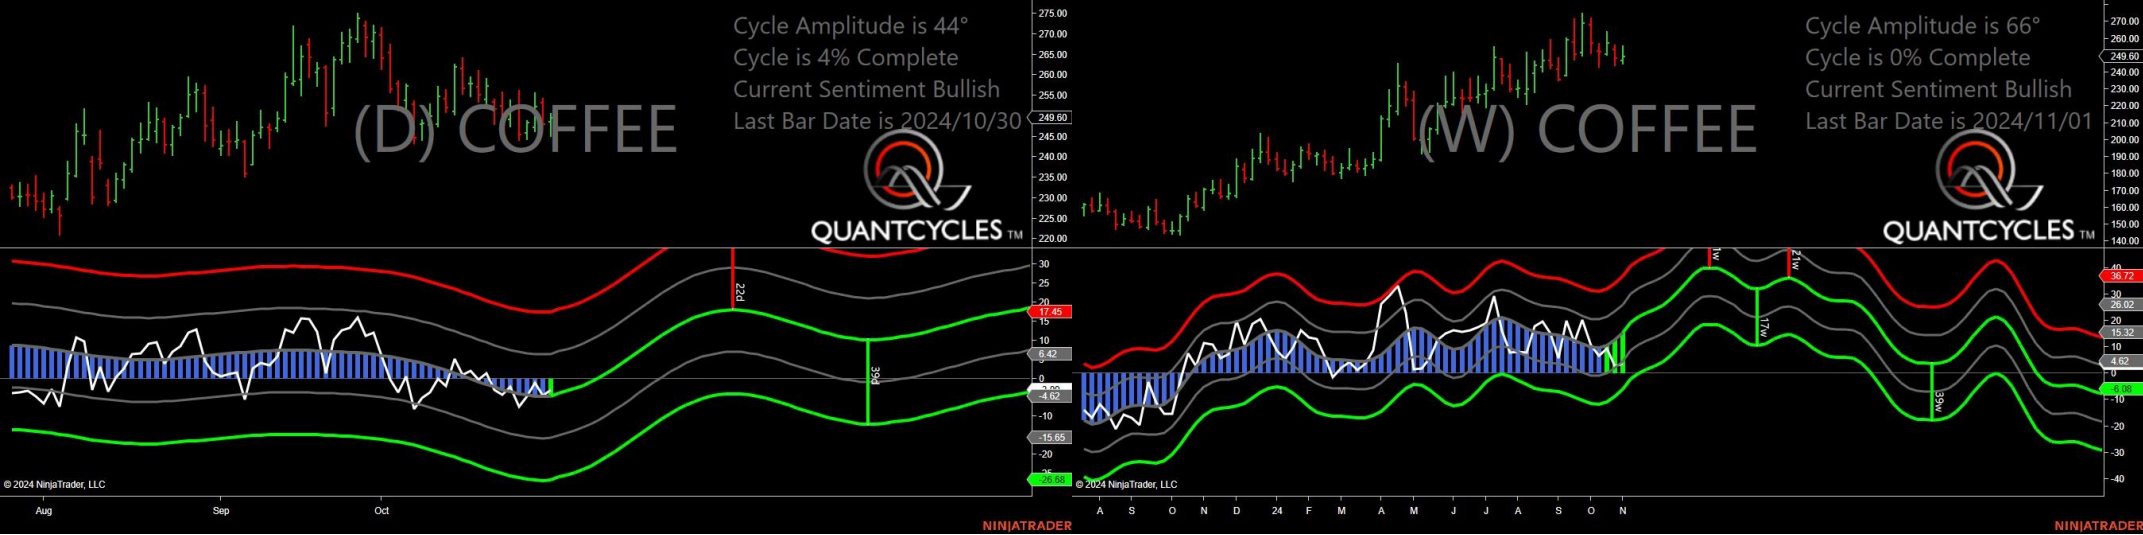 Cycle Amplitude is 44°
Cycle is 4% Complete
Current Sentiment Bullish
Last Bar Date is 2024/10/30
(D) COFFEE
QUANTCYCLES TM
275.00
270.00
265.00
260.00
255.00
249.60
245.00
240.00
235.00
230.00
225.00
220.00
30
25
20
17.45
15
10
6.42
0
-4.62
-10
-15.65
-20
-26.68
22d
39d
© 2024 NinjaTrader, LLC
Aug Sep Oct
NINJATRADER
Cycle Amplitude is 66°
Cycle is 0% Complete
Current Sentiment Bullish
Last Bar Date is 2024/11/01
(W) COFFEE
QUANTCYCLES TM
270.00
260.00
249.60
240.00
230.00
220.00
210.00
200.00
190.00
180.00
170.00
160.00
150.00
140.00
36.72
30
26.02
20
15.32
10
4.62
0
-6.08
-10
-20
-30
-40
21w
17w
39w
© 2024 NinjaTrader, LLC
A S O N D 24 F M A M J J A S O N
NINJATRADER